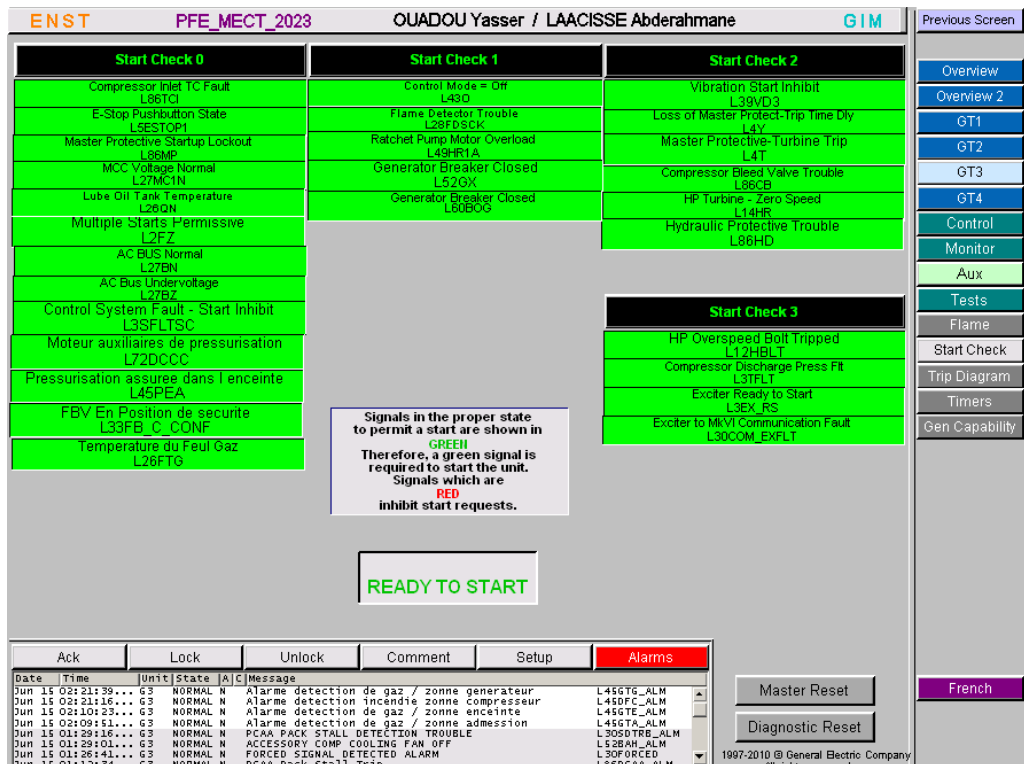 ENST PFE_MECT_2023 OUADOU Yasser / LAACISSE Abderahmane GIM
Previous Screen
Start Check 0
Compressor Inlet TC Fault
L86TCI
E-Stop Pushbutton State
L5ESTOP1
Master Protective Startup Lockout
L86MP
MCC Voltage Normal
L27MC1N
Lube Oil Tank Temperature
L26QN
Multiple Starts Permissive
L2FZ
AC BUS Normal
L27BN
AC Bus Undervoltage
L27BZ
Control System Fault - Start Inhibit
L3SFLTSC
Moteur auxiliaires de pressurisation
L72DCCC
Pressurisation assuree dans l enceinte
L45PEA
FBV En Position de securite
L33FB_C_CONF
Temperature du Feul Gaz
L26FTG
Start Check 1
Control Mode = Off
L43O
Flame Detector Trouble
L28FDSCK
Ratchet Pump Motor Overload
L49HR1A
Generator Breaker Closed
L52GX
Generator Breaker Closed
L60BOG
Start Check 2
Vibration Start Inhibit
L39VD3
Loss of Master Protect-Trip Time Dly
L4Y
Master Protective-Turbine Trip
L4T
Compressor Bleed Valve Trouble
L86CB
HP Turbine - Zero Speed
L14HR
Hydraulic Protective Trouble
L86HD
Start Check 3
HP Overspeed Bolt Tripped
L12HBLT
Compressor Discharge Press Flt
L3TFLT
Exciter Ready to Start
L3EX_RS
Exciter to MkVI Communication Fault
L30COM_EXFLT
Signals in the proper state
to permit a start are shown in
GREEN
Therefore, a green signal is
required to start the unit.
Signals which are
RED
inhibit start requests.
READY TO START
Overview
Overview 2
GT1
GT2
GT3
GT4
Control
Monitor
Aux
Tests
Flame
Start Check
Trip Diagram
Timers
Gen Capability
French
Ack Lock Unlock Comment Setup Alarms
Date Time Unit State A C Message
Jun 15 02:21:39... G3 NORMAL N Alarme detection de gaz / zonne generateur L45GTG_ALM
Jun 15 02:21:16... G3 NORMAL N Alarme detection incendie zonne compresseur L45DFC_ALM
Jun 15 02:10:23... G3 NORMAL N Alarme detection de gaz / zonne enceinte L45GTE_ALM
Jun 15 02:09:51... G3 NORMAL N Alarme detection de gaz / zonne admession L45GTA_ALM
Jun 15 01:29:16... G3 NORMAL N PCAA PACK STALL DETECTION TROUBLE L30SDTRB_ALM
Jun 15 01:29:01... G3 NORMAL N ACCESSORY COMP COOLING FAN OFF L52BAH_ALM
Jun 15 01:26:41... G3 NORMAL N FORCED SIGNAL DETECTED ALARM L30FORCED
Master Reset
Diagnostic Reset
1997-2010 @ General Electric Company